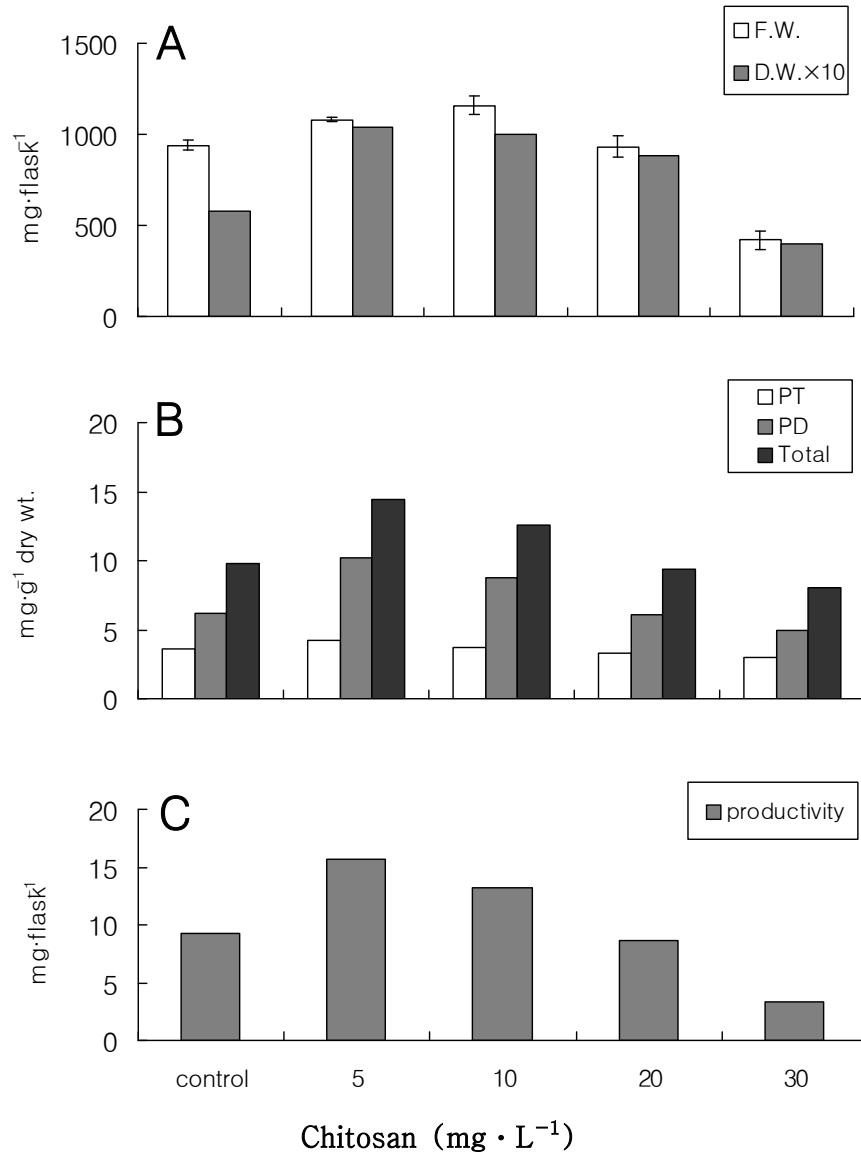 A
F.W.
D.W.×10
1500
1000
500
0
mg·flask⁻¹
B
PT
PD
Total
20
15
10
5
0
mg·g⁻¹ dry wt.
C
productivity
20
15
10
5
0
mg·flask⁻¹
control 5 10 20 30
Chitosan (mg · L⁻¹)